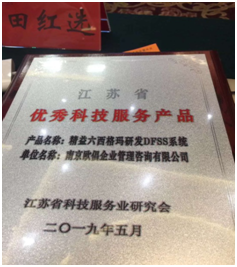 田红选
江苏省
优秀科技服务产品
产品名称：精益六西格玛研发DFSS系统
单位名称：南京欧倍企业管理咨询有限公司
江苏省科技服务业研究会
二〇一九年五月